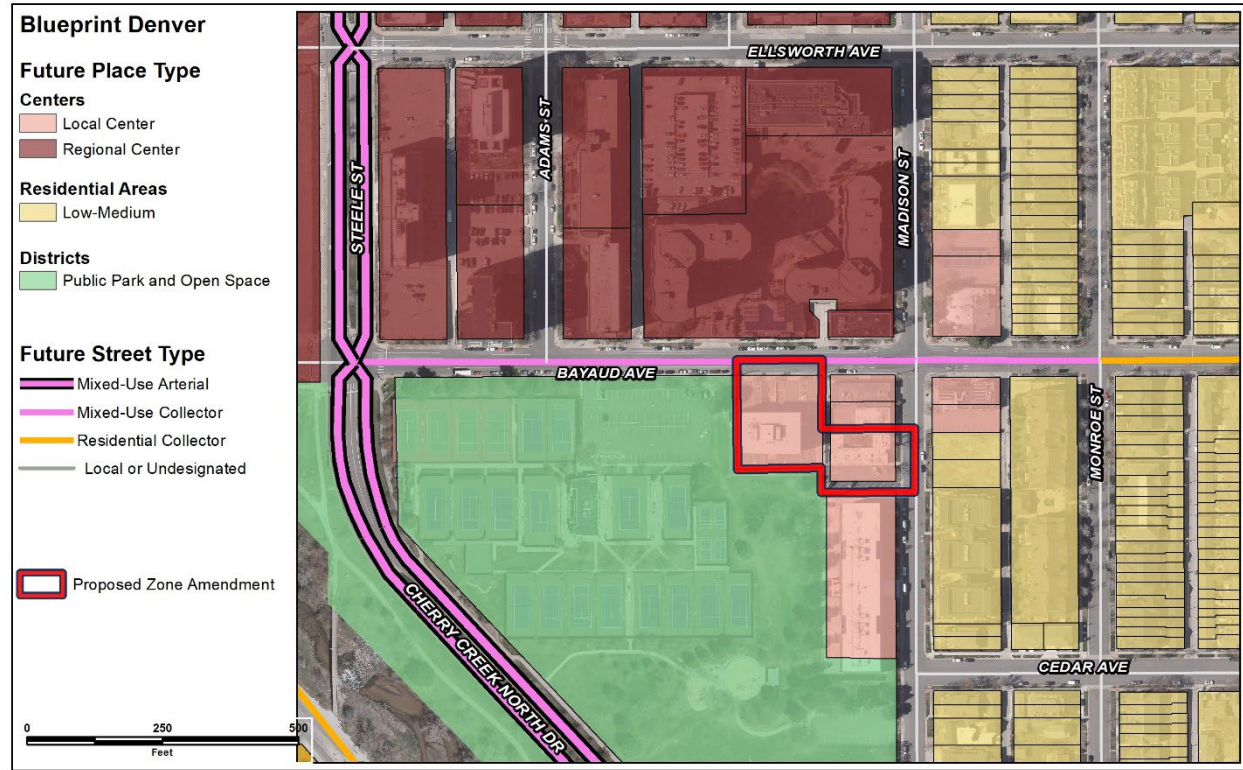 Blueprint Denver
Future Place Type
Centers
Local Center
Regional Center
Residential Areas
Low-Medium
Districts
Public Park and Open Space
Future Street Type
Mixed-Use Arterial
Mixed-Use Collector
Residential Collector
Local or Undesignated
Proposed Zone Amendment
0 250 500
Feet
ELLSWORTH AVE
STEELE ST
ADAMS ST
MADISON ST
BAYAUD AVE
MONROE ST
CEDAR AVE
CHERRY CREEK NORTH DR